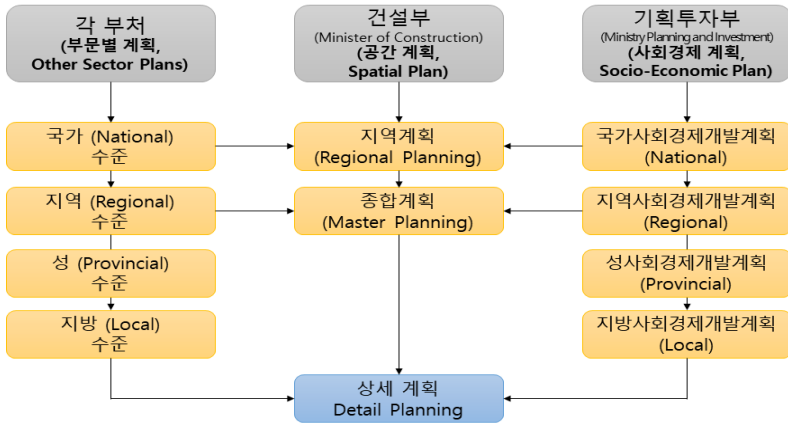 각 부처
(부문별 계획,
Other Sector Plans)
건설부
(Minister of Construction)
(공간 계획,
Spatial Plan)
기획투자부
(Ministry Planning and Investment)
(사회경제 계획,
Socio-Economic Plan)
국가 (National)
수준
지역계획
(Regional Planning)
국가사회경제개발계획
(National)
지역 (Regional)
수준
종합계획
(Master Planning)
지역사회경제개발계획
(Regional)
성 (Provincial)
수준
성사회경제개발계획
(Provincial)
지방 (Local)
수준
지방사회경제개발계획
(Local)
상세 계획
Detail Planning